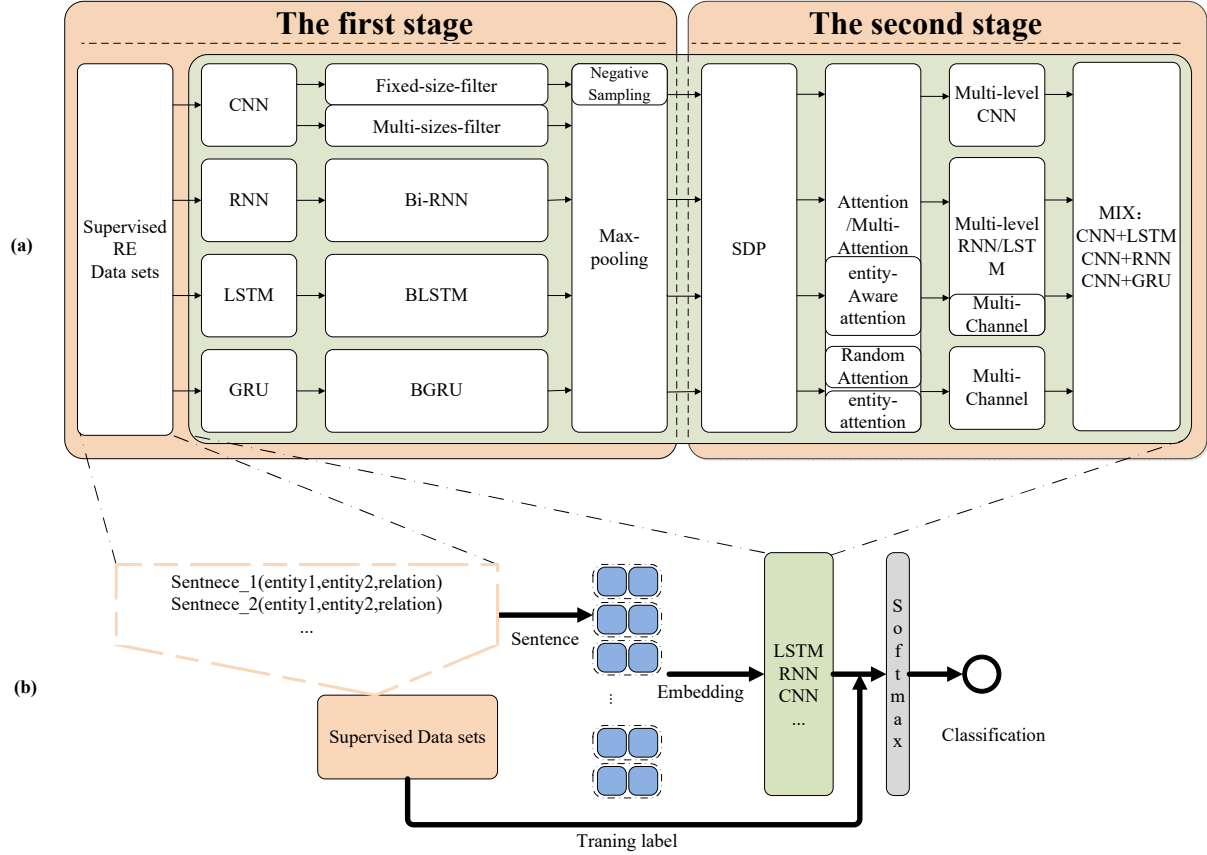 The first stage
The second stage
(a)
Supervised
RE
Data sets
CNN
Fixed-size-filter
Multi-sizes-filter
RNN
Bi-RNN
LSTM
BLSTM
GRU
BGRU
Negative
Sampling
Max-
pooling
SDP
Attention
/Multi-
Attention
entity-
Aware
attention
Random
Attention
entity-
attention
Multi-level
CNN
Multi-level
RNN/LST
M
Multi-
Channel
Multi-
Channel
MIX：
CNN+LSTM
CNN+RNN
CNN+GRU
(b)
Sentnece_1(entity1,entity2,relation)
Sentnece_2(entity1,entity2,relation)
...
Sentence
Supervised Data sets
...
Embedding
LSTM
RNN
CNN
...
S
o
f
t
m
a
x
Classification
Traning label